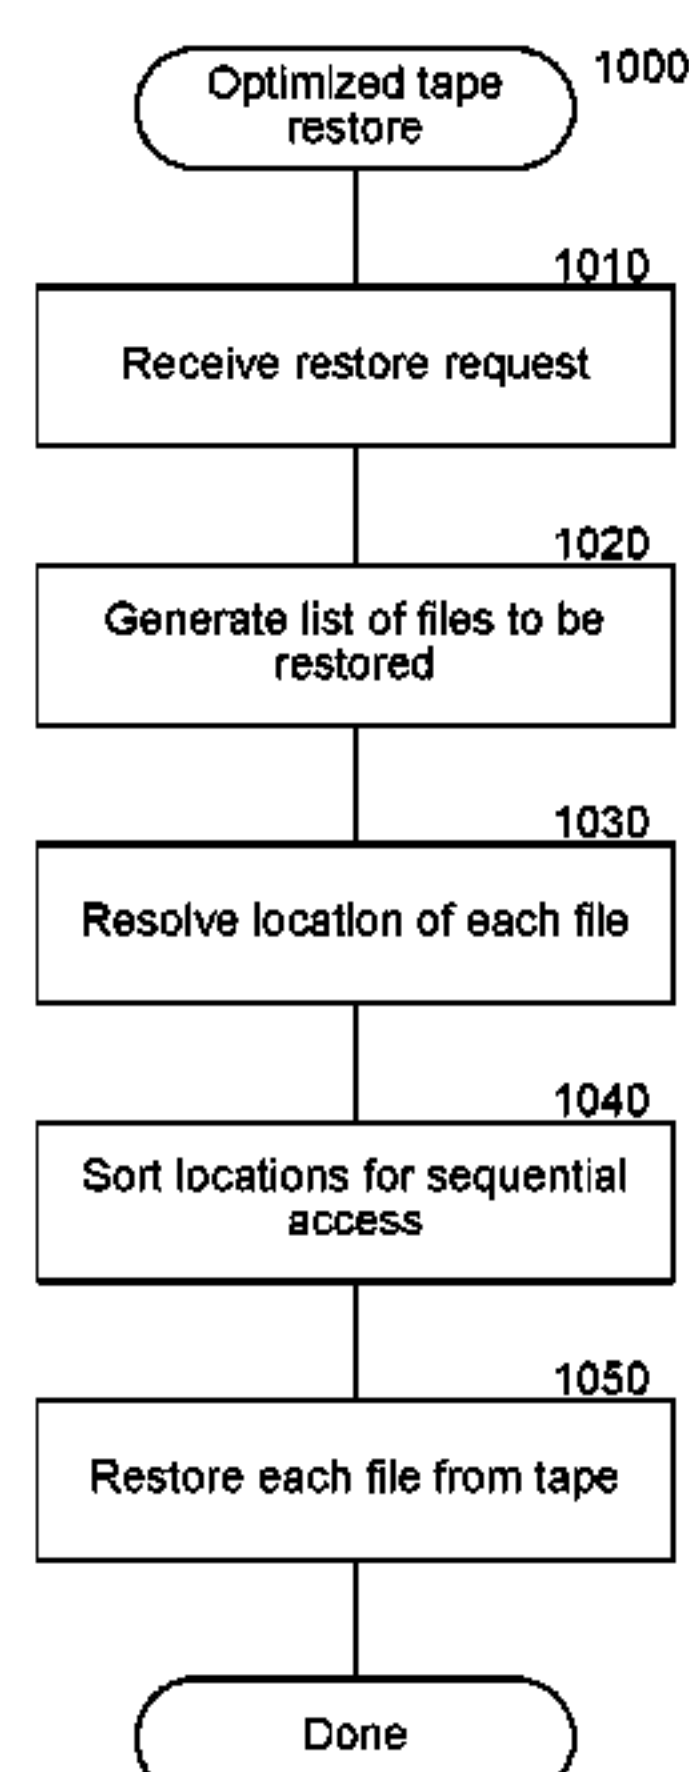 Optimized tape
restore
1000
1010
Receive restore request
1020
Generate list of files to be
restored
1030
Resolve location of each file
1040
Sort locations for sequential
access
1050
Restore each file from tape
Done